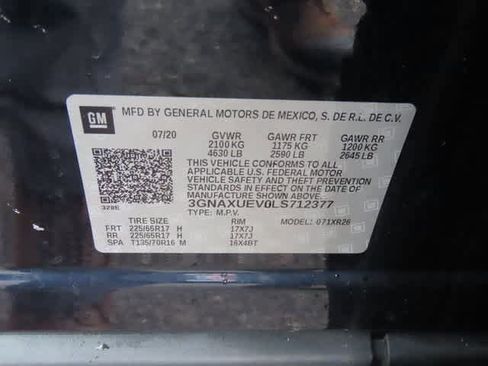 GM
MFD BY GENERAL MOTORS DE MEXICO, S. DE R.L. DE C.V.
07/20 GVWR GAWR FRT GAWR RR
2100 KG 1175 KG 1200 KG
4630 LB 2590 LB 2645 LB
THIS VEHICLE CONFORMS TO ALL
APPLICABLE U.S. FEDERAL MOTOR
VEHICLE SAFETY, BUMPER, AND THEFT
PREVENTION STANDARDS IN EFFECT ON
THE DATE OF MANUFACTURE SHOWN ABOVE.
3GNAXUEV0LS712377
TYPE: M.P.V. MODEL: 071XR26
TIRE SIZE RIM
FRT 225/65R17 H 17X7J
RR 225/65R17 H 17X7J
SPA T135/70R16 M 16X4BT